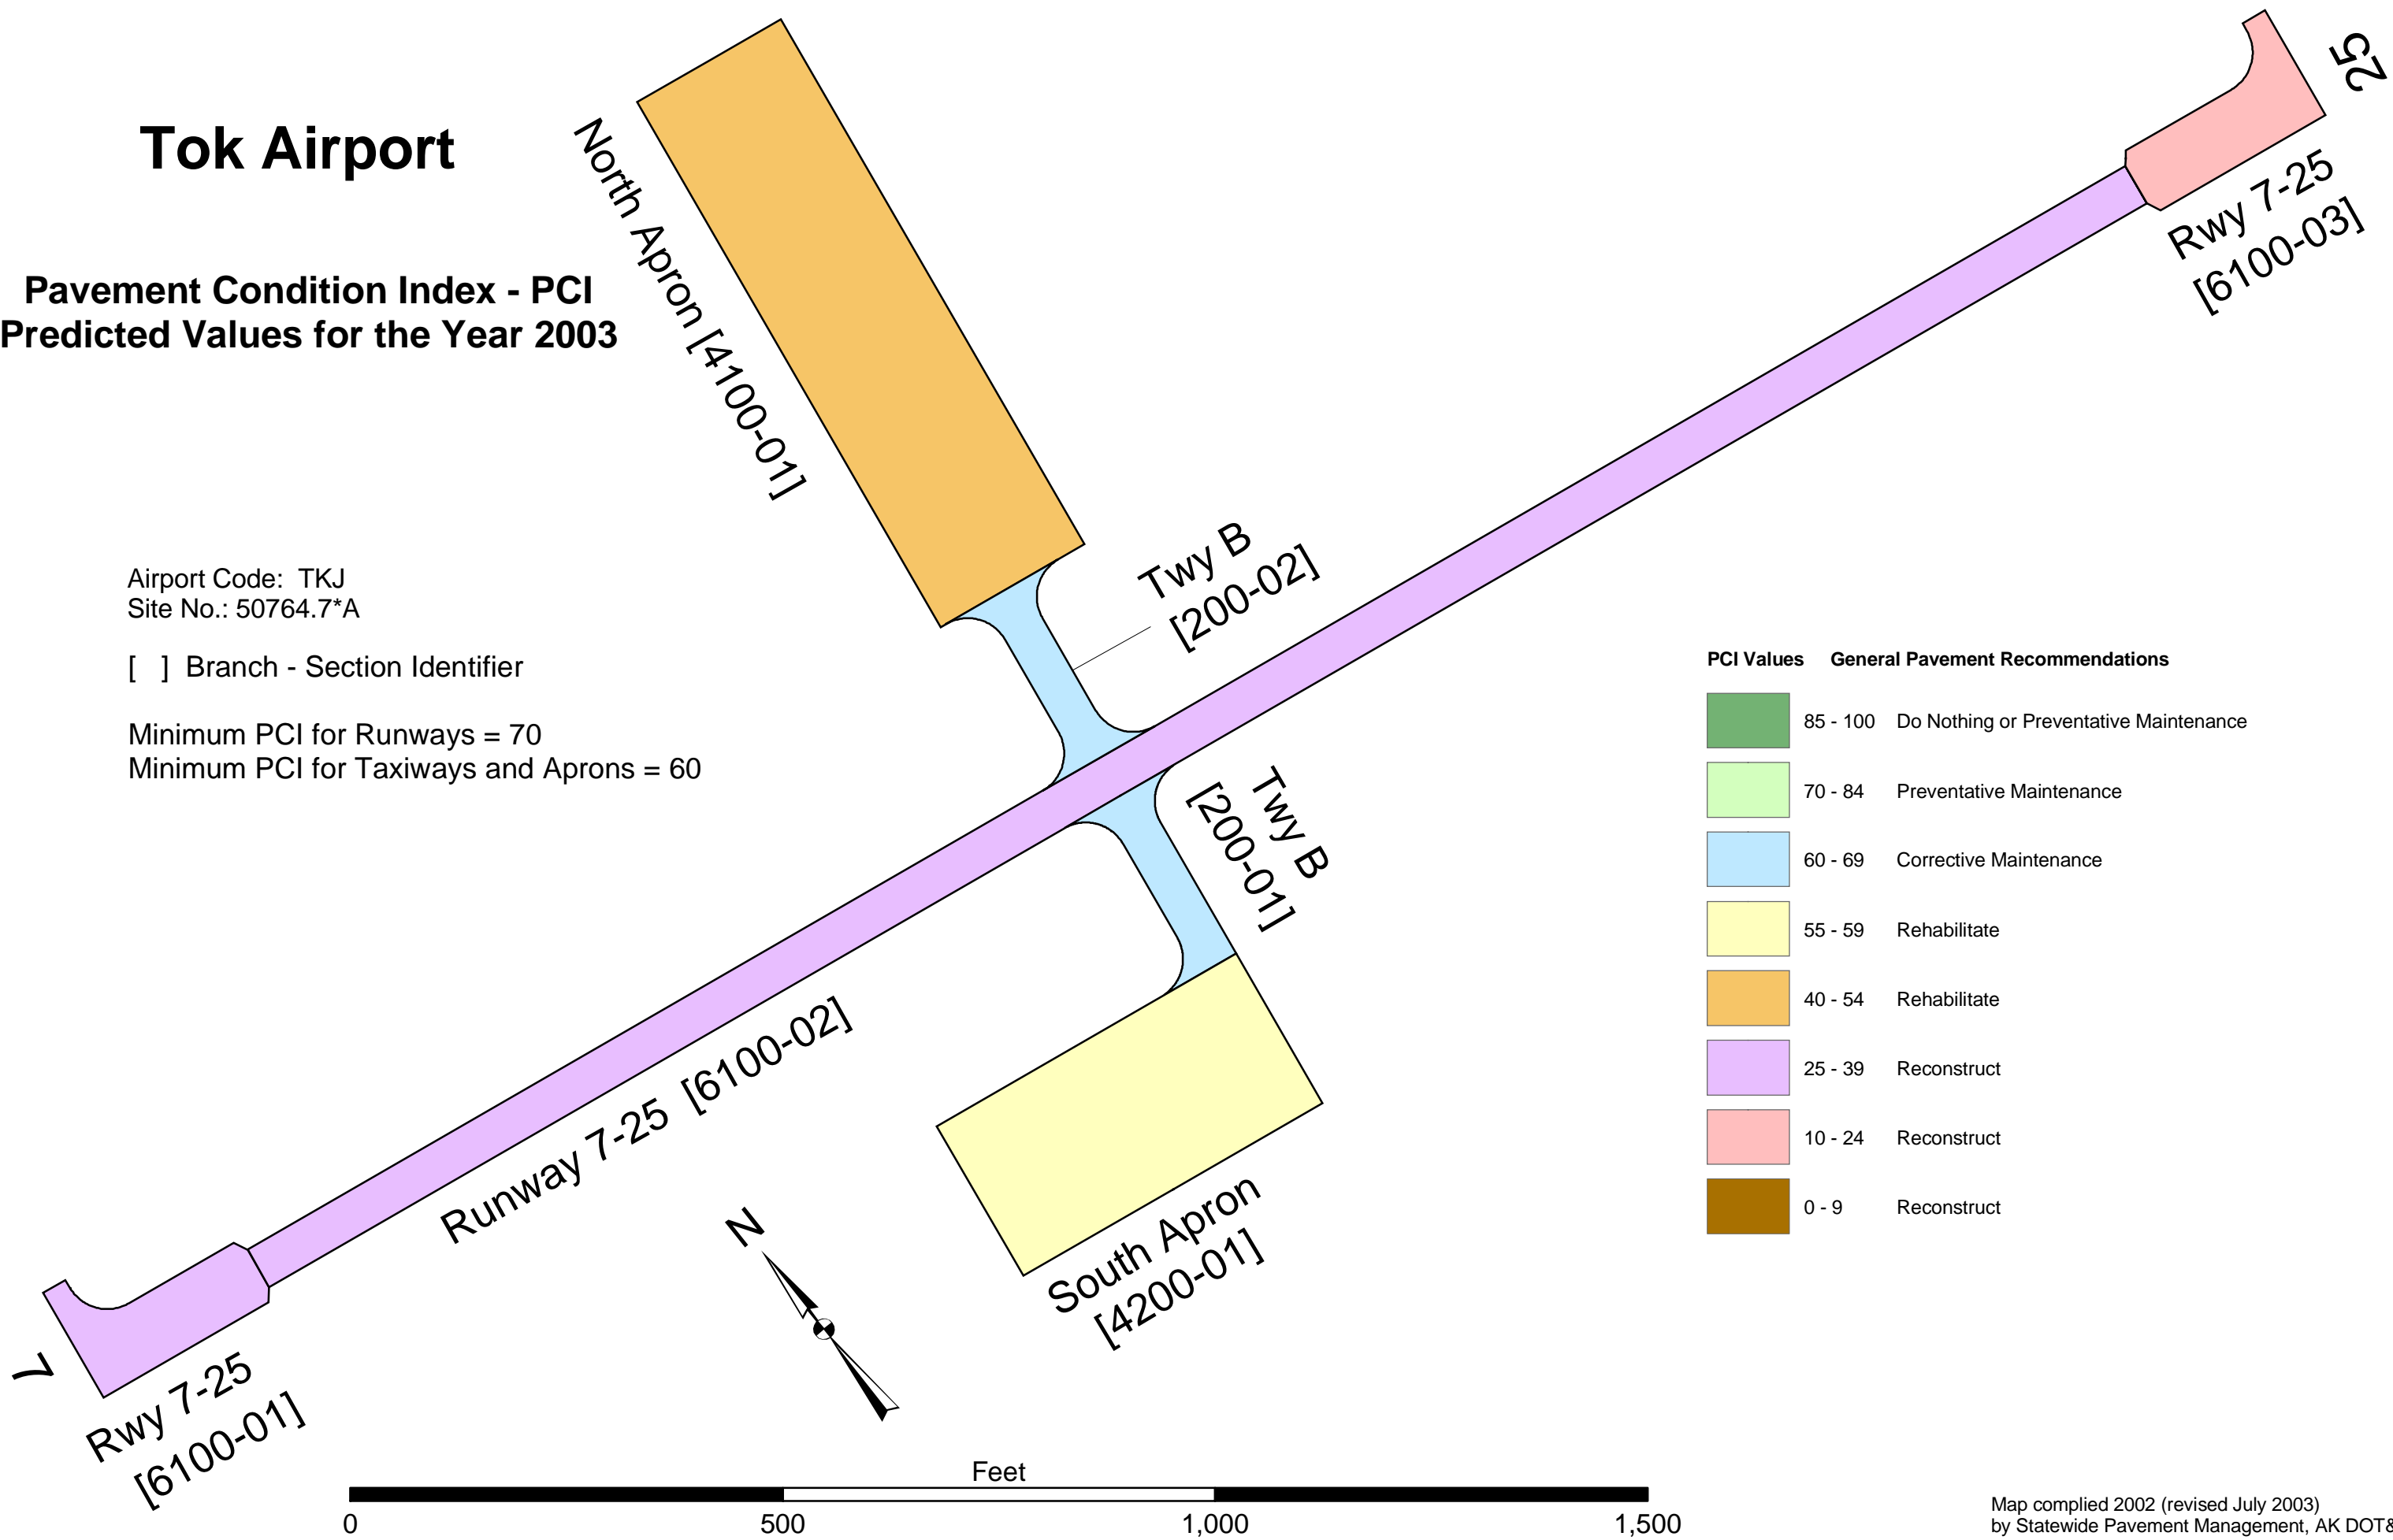 Tok Airport
Pavement Condition Index - PCI
Predicted Values for the Year 2003
Airport Code:  TKJ
Site No.: 50764.7*A
[   ]  Branch - Section Identifier
Minimum PCI for Runways = 70
Minimum PCI for Taxiways and Aprons = 60
North Apron [4100-01]
25
Rwy 7-25
[6100-03]
Twy B
[200-02]
Twy B
[200-01]
Runway 7-25  [6100-02]
South Apron
[4200-01]
7
Rwy 7-25
[6100-01]
N
PCI Values   General Pavement Recommendations
85 - 100   Do Nothing or Preventative Maintenance
70 - 84   Preventative Maintenance
60 - 69   Corrective Maintenance
55 - 59   Rehabilitate
40 - 54   Rehabilitate
25 - 39   Reconstruct
10 - 24   Reconstruct
0 - 9   Reconstruct
Feet
0   500   1,000   1,500
Map complied 2002 (revised July 2003)
by Statewide Pavement Management, AK DOT&